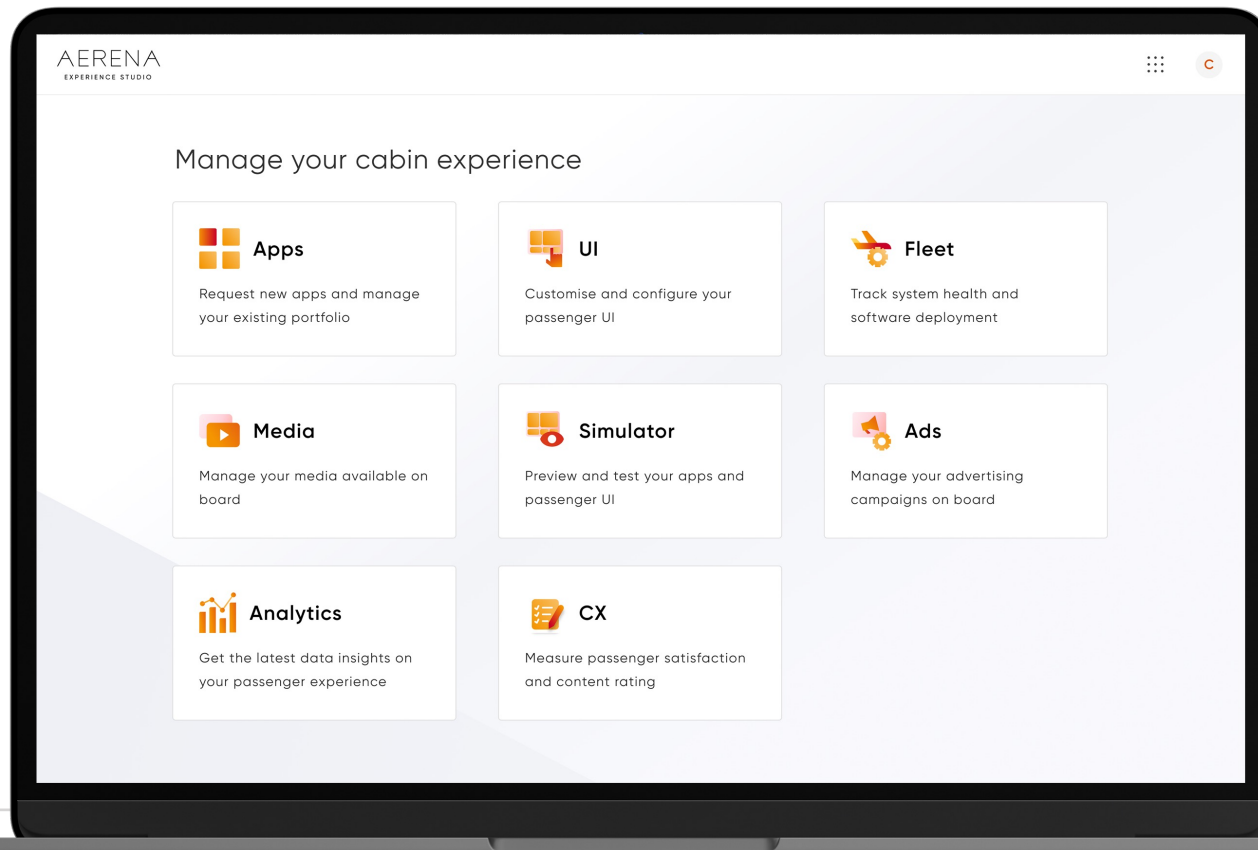 AERENA
EXPERIENCE STUDIO
C
Manage your cabin experience
Apps
Request new apps and manage
your existing portfolio
UI
Customise and configure your
passenger UI
Fleet
Track system health and
software deployment
Media
Manage your media available on
board
Simulator
Preview and test your apps and
passenger UI
Ads
Manage your advertising
campaigns on board
Analytics
Get the latest data insights on
your passenger experience
CX
Measure passenger satisfaction
and content rating